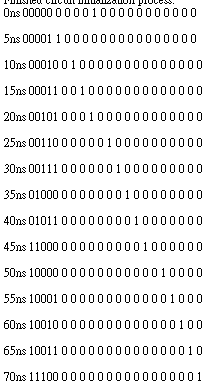 Finished circuit initialization process.
0ns 00000 0 0 0 0 1 0 0 0 0 0 0 0 0 0 0 0
5ns 00001 1 0 0 0 0 0 0 0 0 0 0 0 0 0 0 0
10ns 00010 0 1 0 0 0 0 0 0 0 0 0 0 0 0 0 0
15ns 00011 0 0 1 0 0 0 0 0 0 0 0 0 0 0 0 0
20ns 00101 0 0 0 1 0 0 0 0 0 0 0 0 0 0 0 0
25ns 00110 0 0 0 0 0 1 0 0 0 0 0 0 0 0 0 0
30ns 00111 0 0 0 0 0 0 1 0 0 0 0 0 0 0 0 0
35ns 01000 0 0 0 0 0 0 0 1 0 0 0 0 0 0 0 0
40ns 01011 0 0 0 0 0 0 0 0 1 0 0 0 0 0 0 0
45ns 11000 0 0 0 0 0 0 0 0 0 1 0 0 0 0 0 0
50ns 10000 0 0 0 0 0 0 0 0 0 0 0 1 0 0 0 0
55ns 10001 0 0 0 0 0 0 0 0 0 0 0 0 1 0 0 0
60ns 10010 0 0 0 0 0 0 0 0 0 0 0 0 0 1 0 0
65ns 10011 0 0 0 0 0 0 0 0 0 0 0 0 0 0 1 0
70ns 11100 0 0 0 0 0 0 0 0 0 0 0 0 0 0 0 1